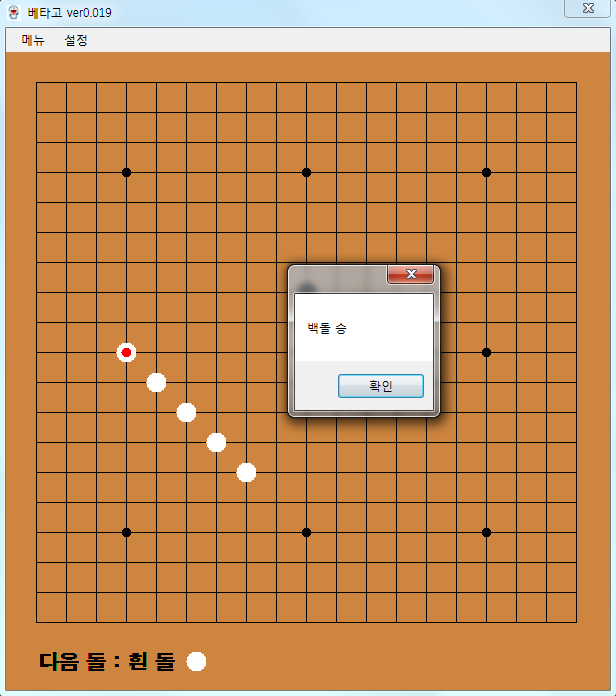 베타고 ver0.019
메뉴 설정
백돌 승
확인
다음 돌 : 흰 돌